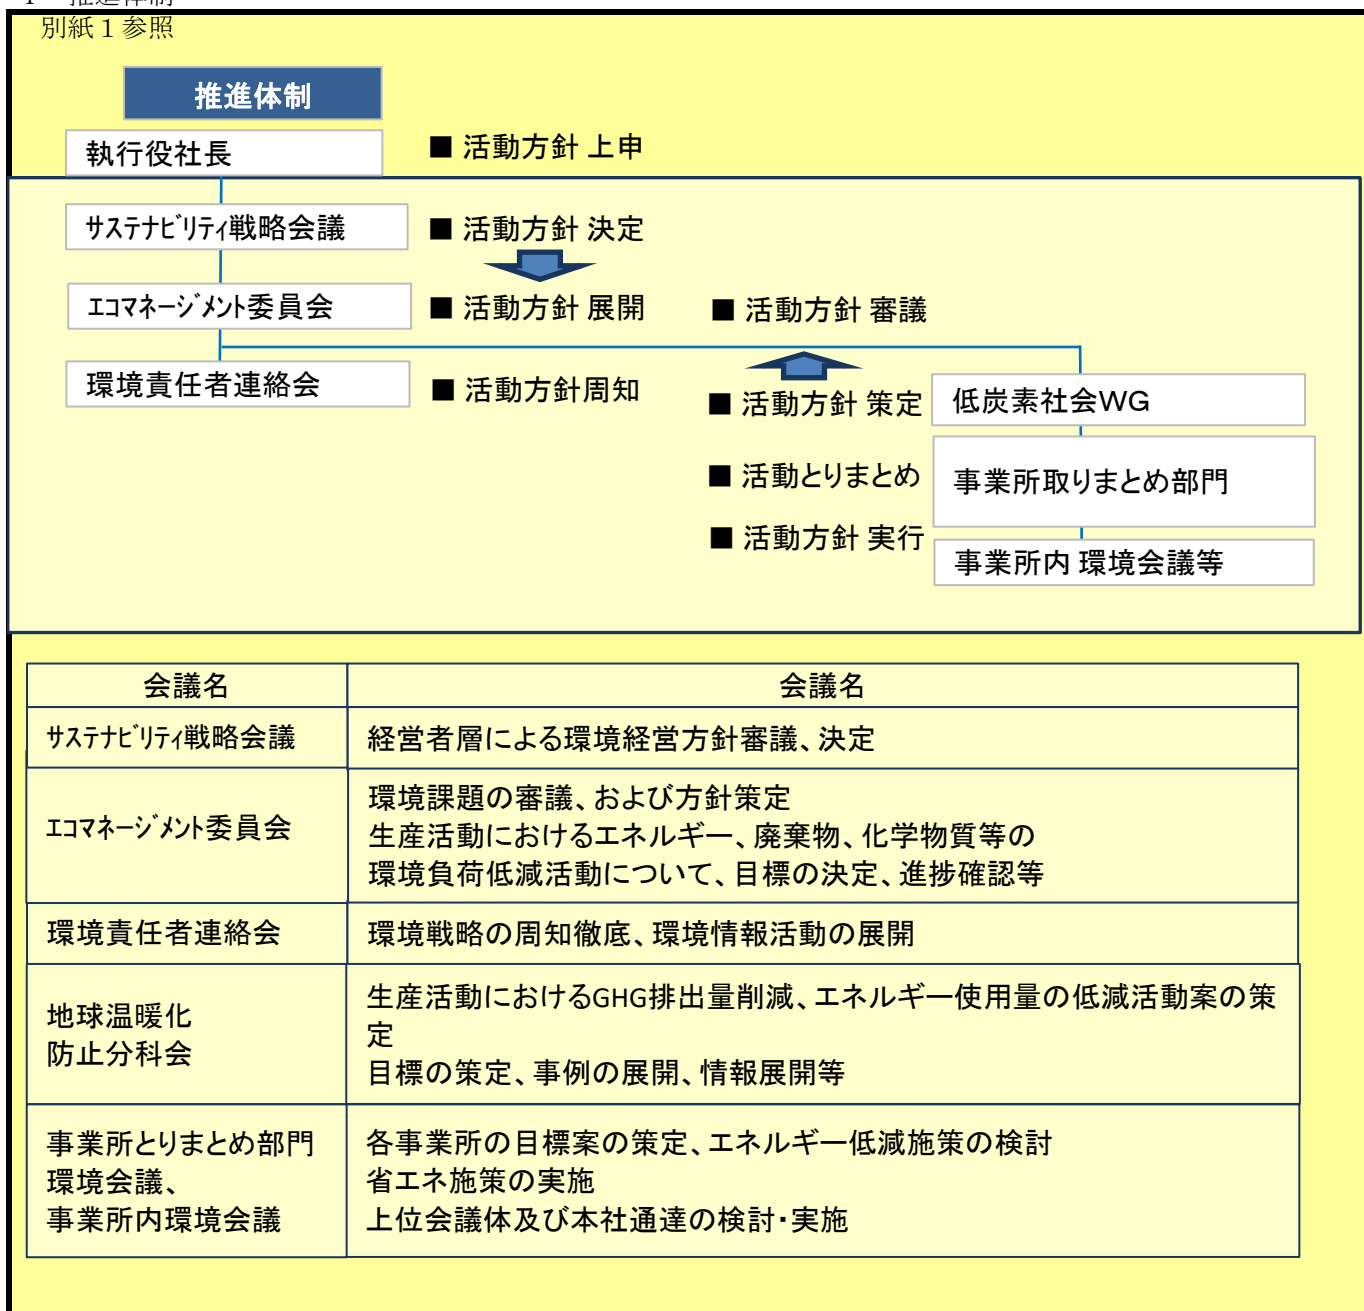 別紙１参照
推進体制
執行役社長
■ 活動方針 上申
ｻｽﾃﾅﾋﾞﾘﾃｨ戦略会議
■ 活動方針 決定
ｴｺﾏﾈｰｼﾞﾒﾝﾄ委員会
■ 活動方針 展開
■ 活動方針 審議
環境責任者連絡会
■ 活動方針周知
■ 活動方針 策定
低炭素社会ＷＧ
■ 活動とりまとめ
事業所取りまとめ部門
■ 活動方針 実行
事業所内 環境会議等
会議名
会議名
ｻｽﾃﾅﾋﾞﾘﾃｨ戦略会議
経営者層による環境経営方針審議、決定
ｴｺﾏﾈｰｼﾞﾒﾝﾄ委員会
環境課題の審議、および方針策定
生産活動におけるエネルギー、廃棄物、化学物質等の
環境負荷低減活動について、目標の決定、進捗確認等
環境責任者連絡会
環境戦略の周知徹底、環境情報活動の展開
地球温暖化
防止分科会
生産活動におけるGHG排出量削減、エネルギー使用量の低減活動案の策
定
目標の策定、事例の展開、情報展開等
事業所とりまとめ部門
環境会議、
事業所内環境会議
各事業所の目標案の策定、エネルギー低減施策の検討
省エネ施策の実施
上位会議体及び本社通達の検討・実施